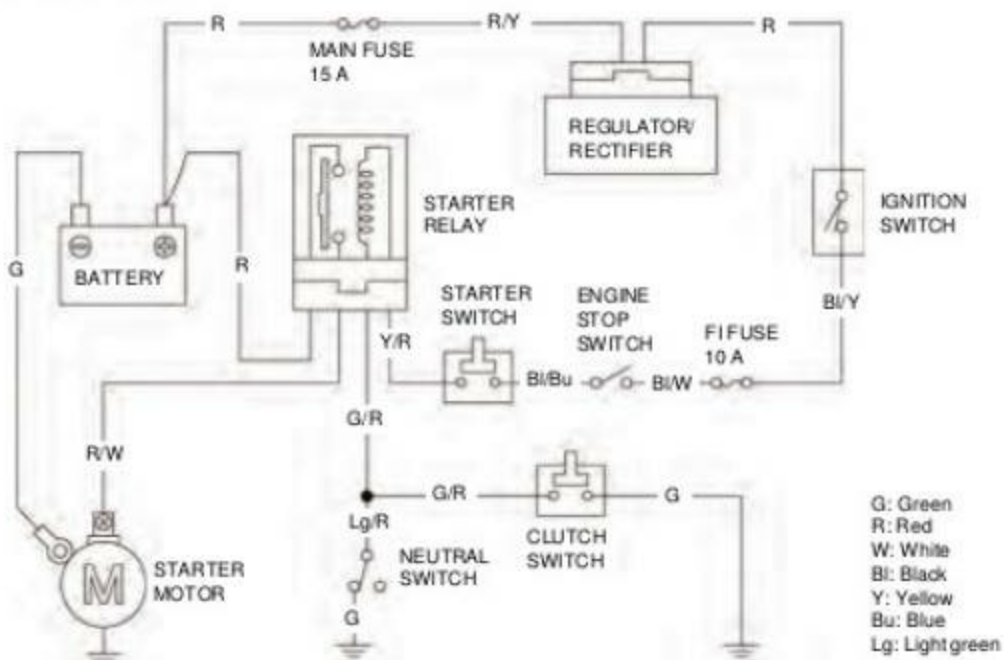 R
R/Y
R
MAIN FUSE
15 A
REGULATOR/
RECTIFIER
STARTER
RELAY
IGNITION
SWITCH
G
BATTERY
R
STARTER
SWITCH
ENGINE
STOP
SWITCH
FI FUSE
10 A
Bl/Y
Y/R
Bl/Bu
Bl/W
G/R
R/W
G/R
G
Lg/R
CLUTCH
SWITCH
NEUTRAL
SWITCH
M
STARTER
MOTOR
G
G: Green
R: Red
W: White
Bl: Black
Y: Yellow
Bu: Blue
Lg: Light green